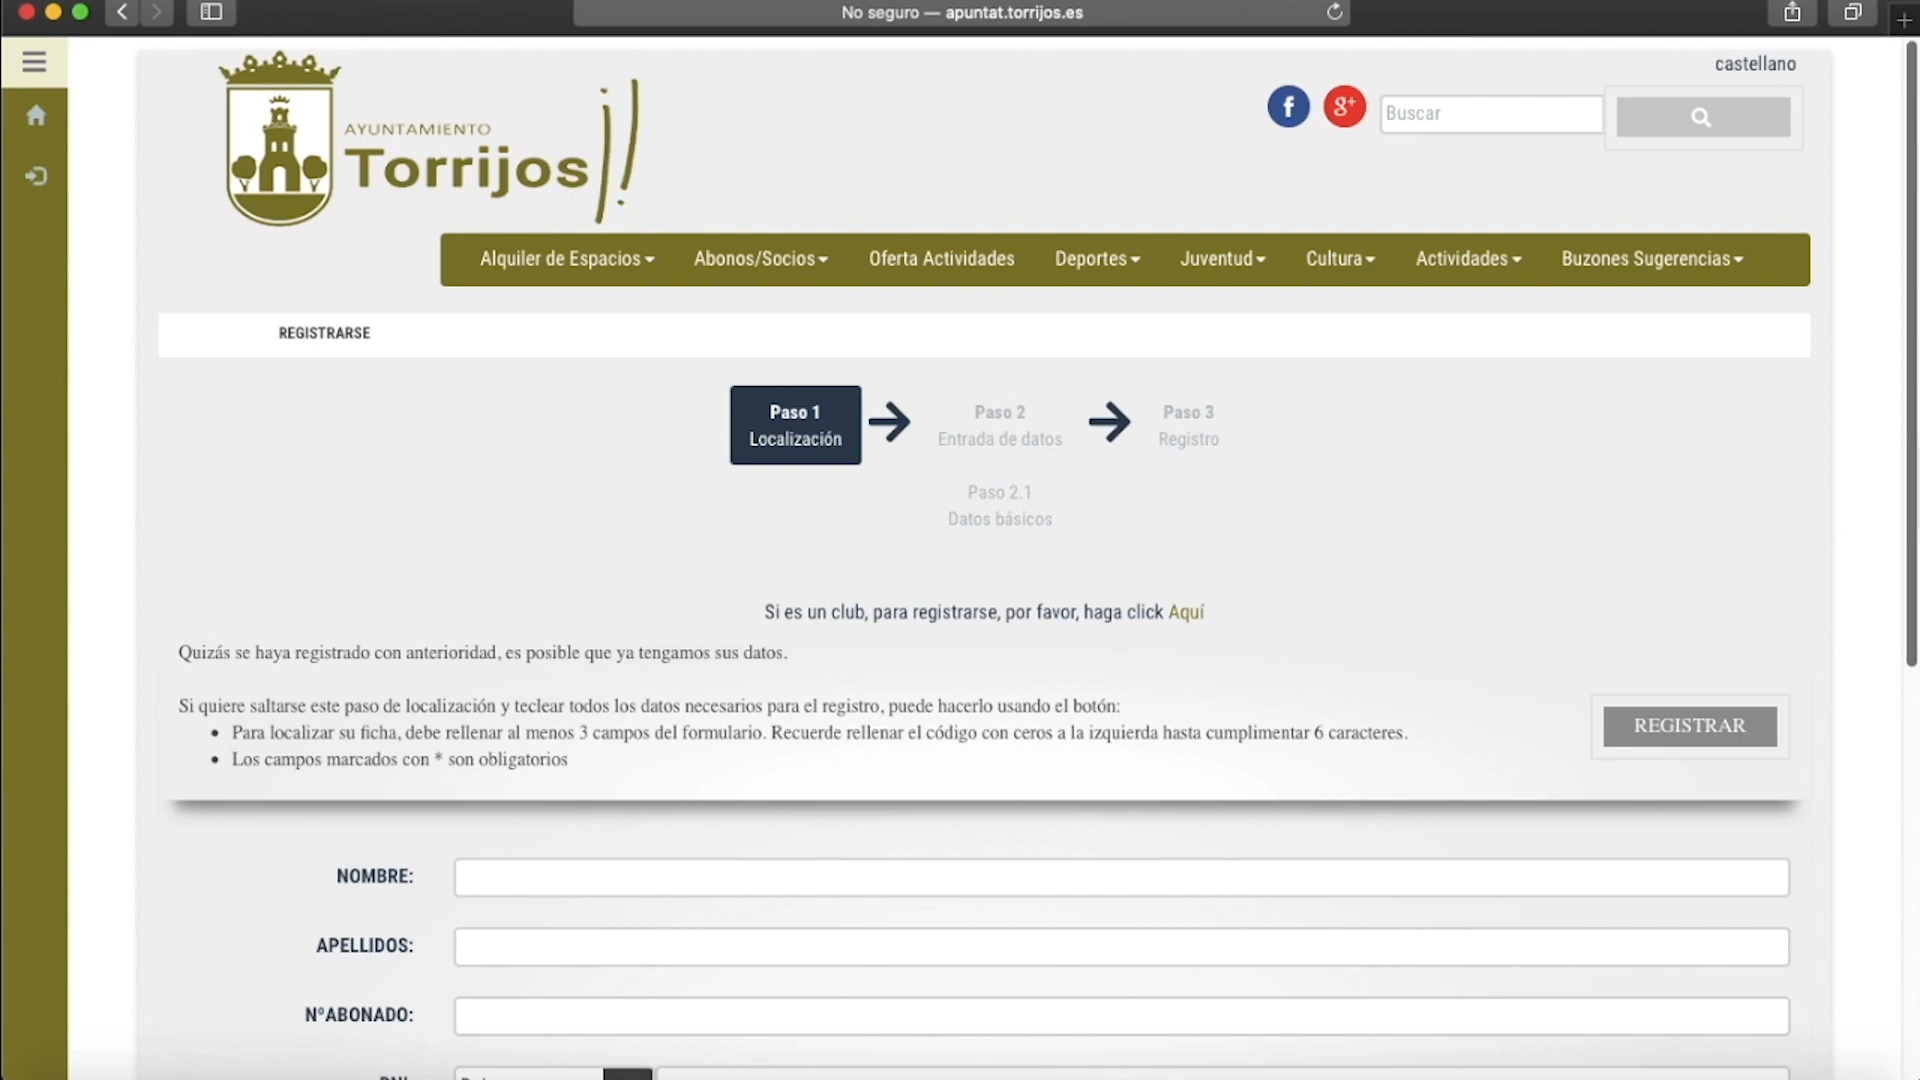 No seguro — apuntat.torrijos.es
castellano
AYUNTAMIENTO
Torrijos
f
g+
Buscar
Alquiler de Espacios
Abonos/Socios
Oferta Actividades
Deportes
Juventud
Cultura
Actividades
Buzones Sugerencias
REGISTRARSE
Paso 1
Localización
Paso 2
Entrada de datos
Paso 3
Registro
Paso 2.1
Datos básicos
Si es un club, para registrarse, por favor, haga click Aquí
Quizás se haya registrado con anterioridad, es posible que ya tengamos sus datos.
Si quiere saltarse este paso de localización y teclear todos los datos necesarios para el registro, puede hacerlo usando el botón:
• Para localizar su ficha, debe rellenar al menos 3 campos del formulario. Recuerde rellenar el código con ceros a la izquierda hasta cumplimentar 6 caracteres.
• Los campos marcados con * son obligatorios
REGISTRAR
NOMBRE:
APELLIDOS:
NºABONADO: